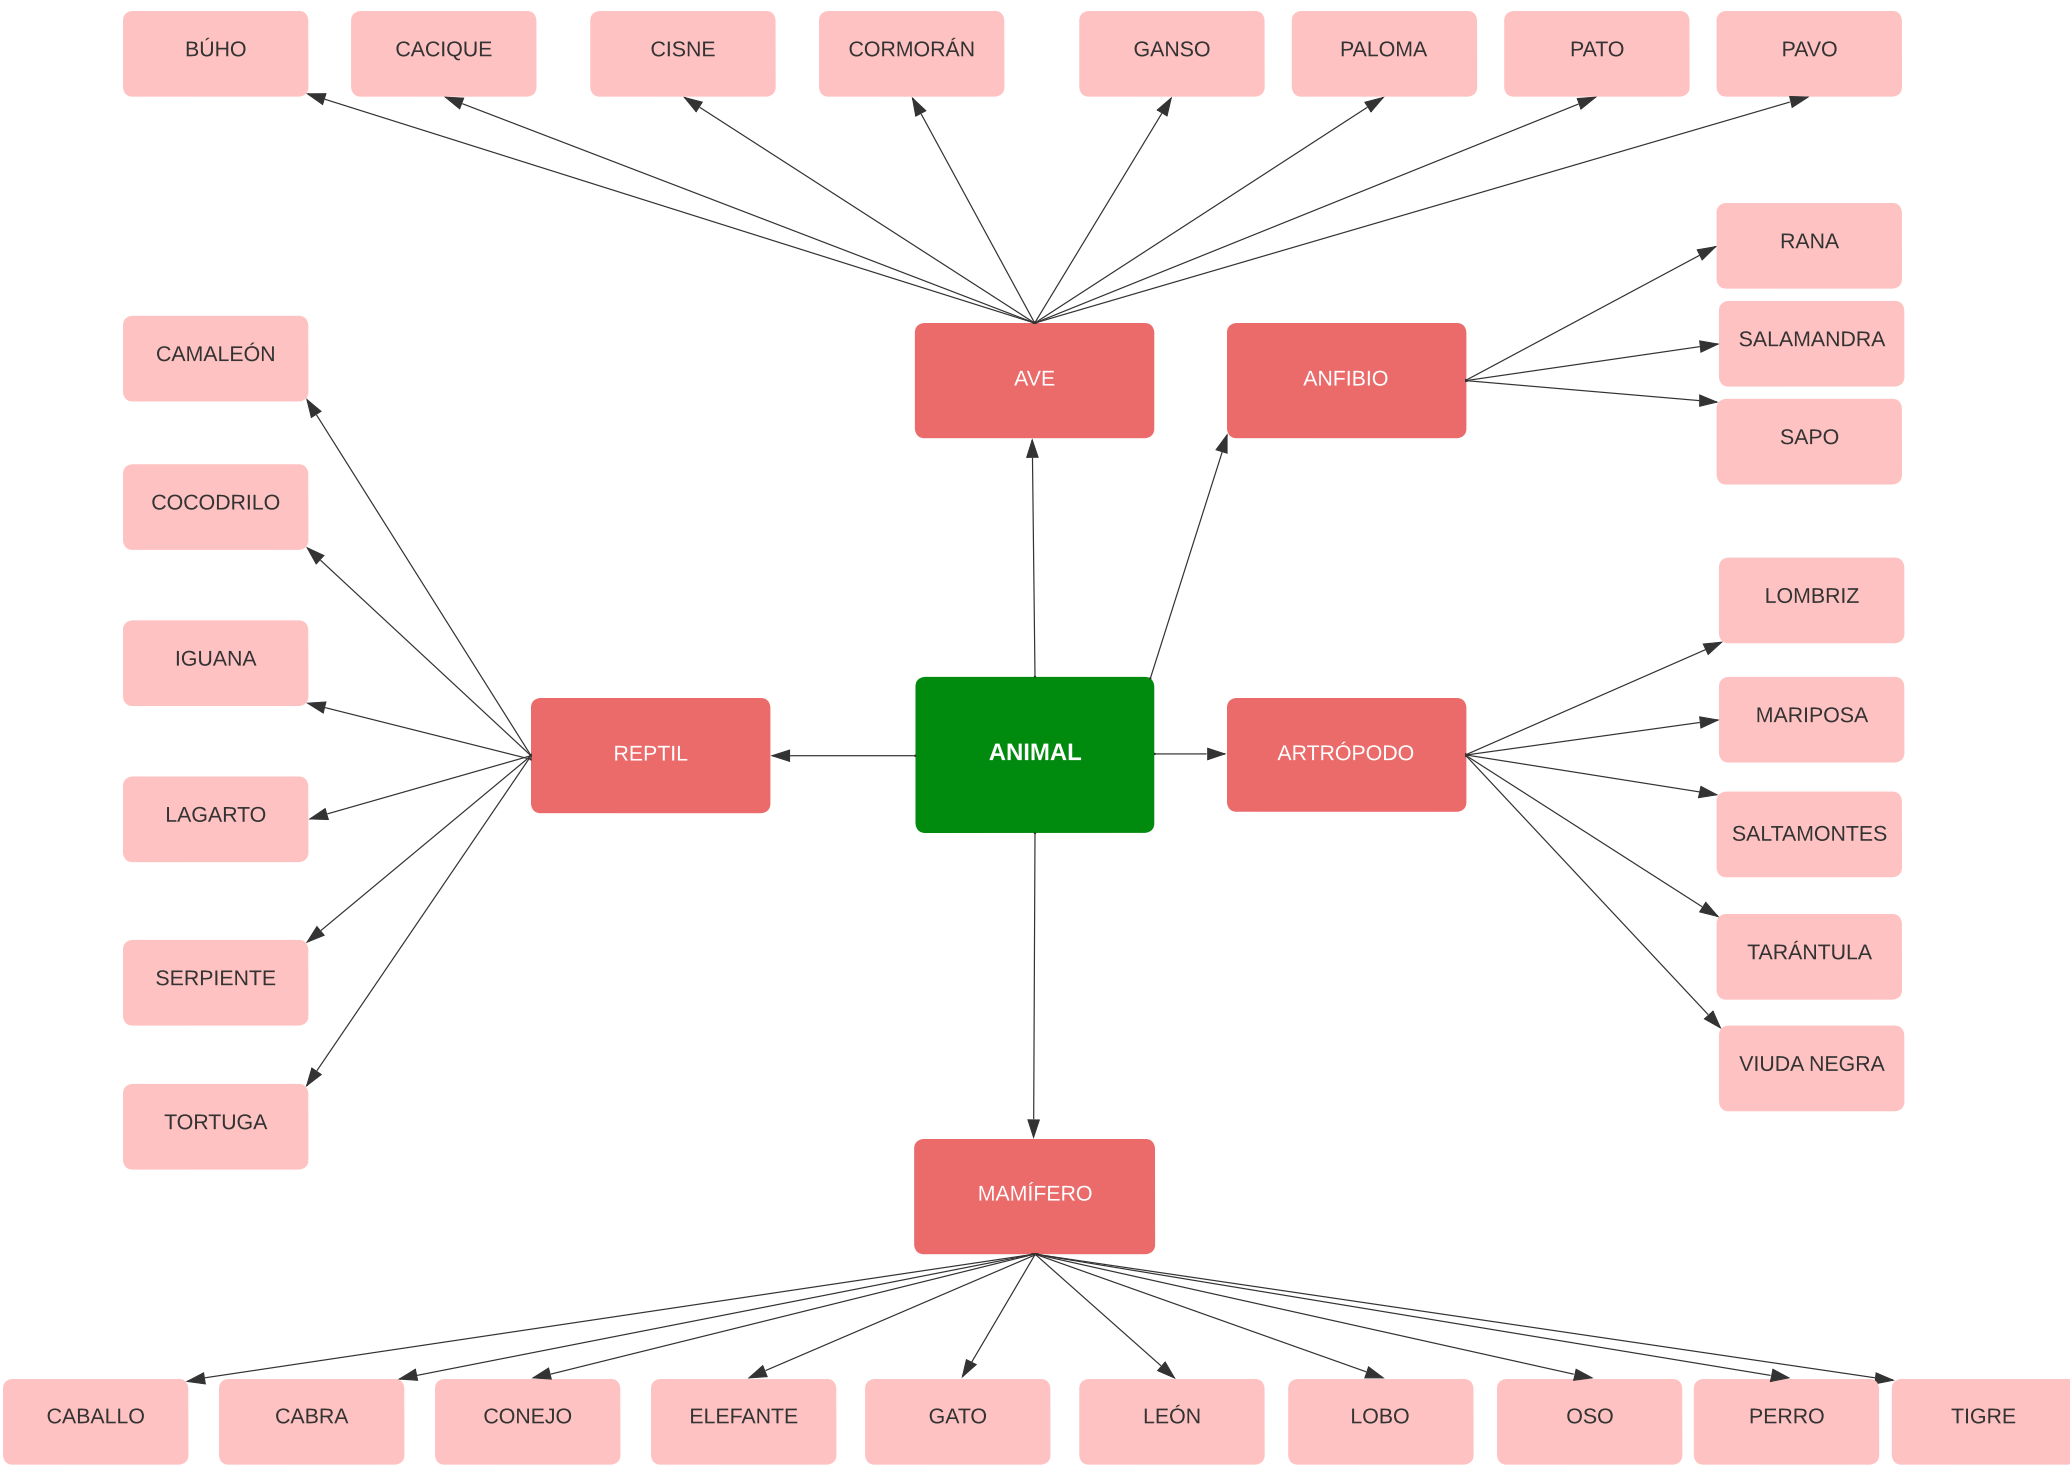 BÚHO
CACIQUE
CISNE
CORMORÁN
GANSO
PALOMA
PATO
PAVO
RANA
SALAMANDRA
SAPO
CAMALEÓN
AVE
ANFIBIO
COCODRILO
LOMBRIZ
IGUANA
MARIPOSA
REPTIL
ANIMAL
ARTRÓPODO
LAGARTO
SALTAMONTES
SERPIENTE
TARÁNTULA
VIUDA NEGRA
TORTUGA
MAMÍFERO
CABALLO
CABRA
CONEJO
ELEFANTE
GATO
LEÓN
LOBO
OSO
PERRO
TIGRE